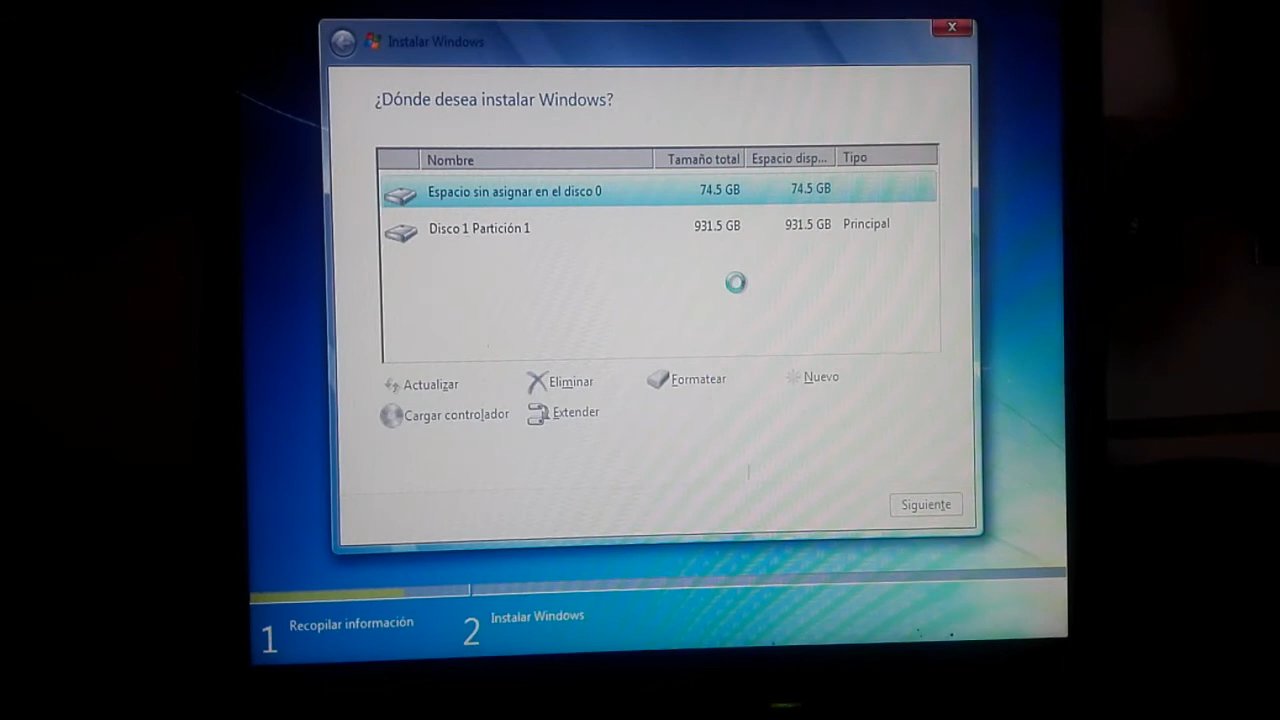 Instalar Windows
¿Dónde desea instalar Windows?
Nombre Tamaño total Espacio disp... Tipo
Espacio sin asignar en el disco 0 74.5 GB 74.5 GB
Disco 1 Partición 1 931.5 GB 931.5 GB Principal
Actualizar Eliminar Formatear Nuevo
Cargar controlador Extender
Siguiente
1 Recopilar información 2 Instalar Windows